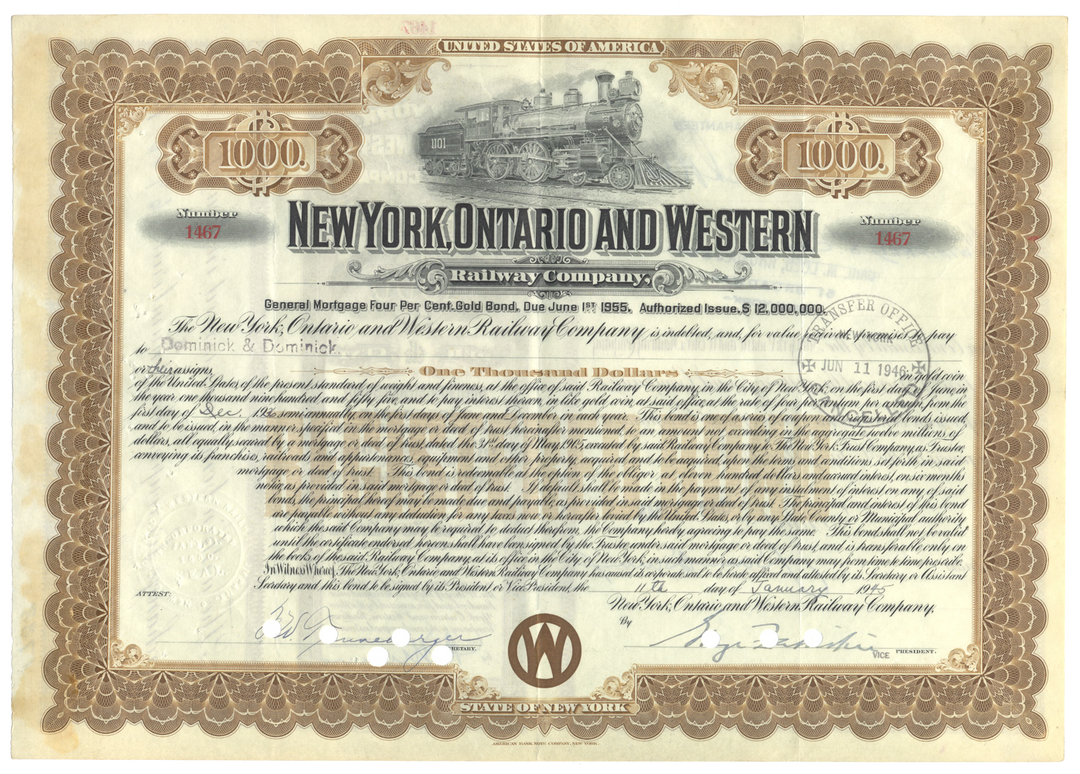 1467
UNITED STATES OF AMERICA
1101
1000.
1000.
Number
1467
Number
1467
NEW YORK, ONTARIO AND WESTERN
Railway Company.
General Mortgage Four Per Cent. Gold Bond, Due June 1ST 1955. Authorized Issue, $ 12,000,000.
The New York, Ontario and Western Railway Company is indebted, and, for value received, promises to pay
to Dominick & Dominick
or assigns One Thousand Dollars in gold coin
of the United States of the present standard of weight and fineness, at the office of said Railway Company, in the City of New York, on the first day of June, in
the year one thousand nine hundred and fifty five, and to pay interest thereon, in like gold coin, at said office, at the rate of four per centum per annum, from the
first day of Dec. semi annually, on the first days of June and December in each year. This bond is one of a series of coupon and registered bonds, issued,
and to be issued, in the manner specified in the mortgage or deed of trust hereinafter mentioned, to an amount not exceeding in the aggregate twelve millions of
dollars, all equally secured by a mortgage or deed of trust, dated the 31st day of May, 1905, executed by said Railway Company to The New York Trust Company, as Trustee,
conveying its franchises, railroads and appurtenances, equipment and other property, acquired and to be acquired, upon the terms and conditions set forth in said
mortgage or deed of trust. This bond is redeemable at the option of the obligor, at eleven hundred dollars and accrued interest, on six months
notice, as provided in said mortgage or deed of trust. If default shall be made in the payment of any instalment of interest on any of said
bonds, the principal hereof may be made due and payable, as provided in said mortgage or deed of trust. The principal and interest of this bond
are payable without any deduction for any taxes now or hereafter levied by the United States, or by any State, County or Municipal authority
which the said Company may be required to deduct therefrom, the Company hereby agreeing to pay the same. This bond shall not be valid
until the certificate endorsed hereon shall have been signed by the Trustee under said mortgage or deed of trust, and is transferable only on
the books of the said Railway Company, at its office in the City of New York, in such manner as said Company may from time to time prescribe.
In Witness Whereof, The New York, Ontario and Western Railway Company has caused its corporate seal to be hereto affixed and attested by its Secretary or Assistant
Secretary and this bond to be signed by its President or Vice President, the 11th day of January 1945
TRANSFER OFFICE
NEW YORK
JUN 11 1946
CANCELLED
New York, Ontario and Western Railway Company,
ATTEST:
By
SECRETARY.
VICE PRESIDENT.
OW
STATE OF NEW YORK
AMERICAN BANK NOTE COMPANY, NEW YORK.